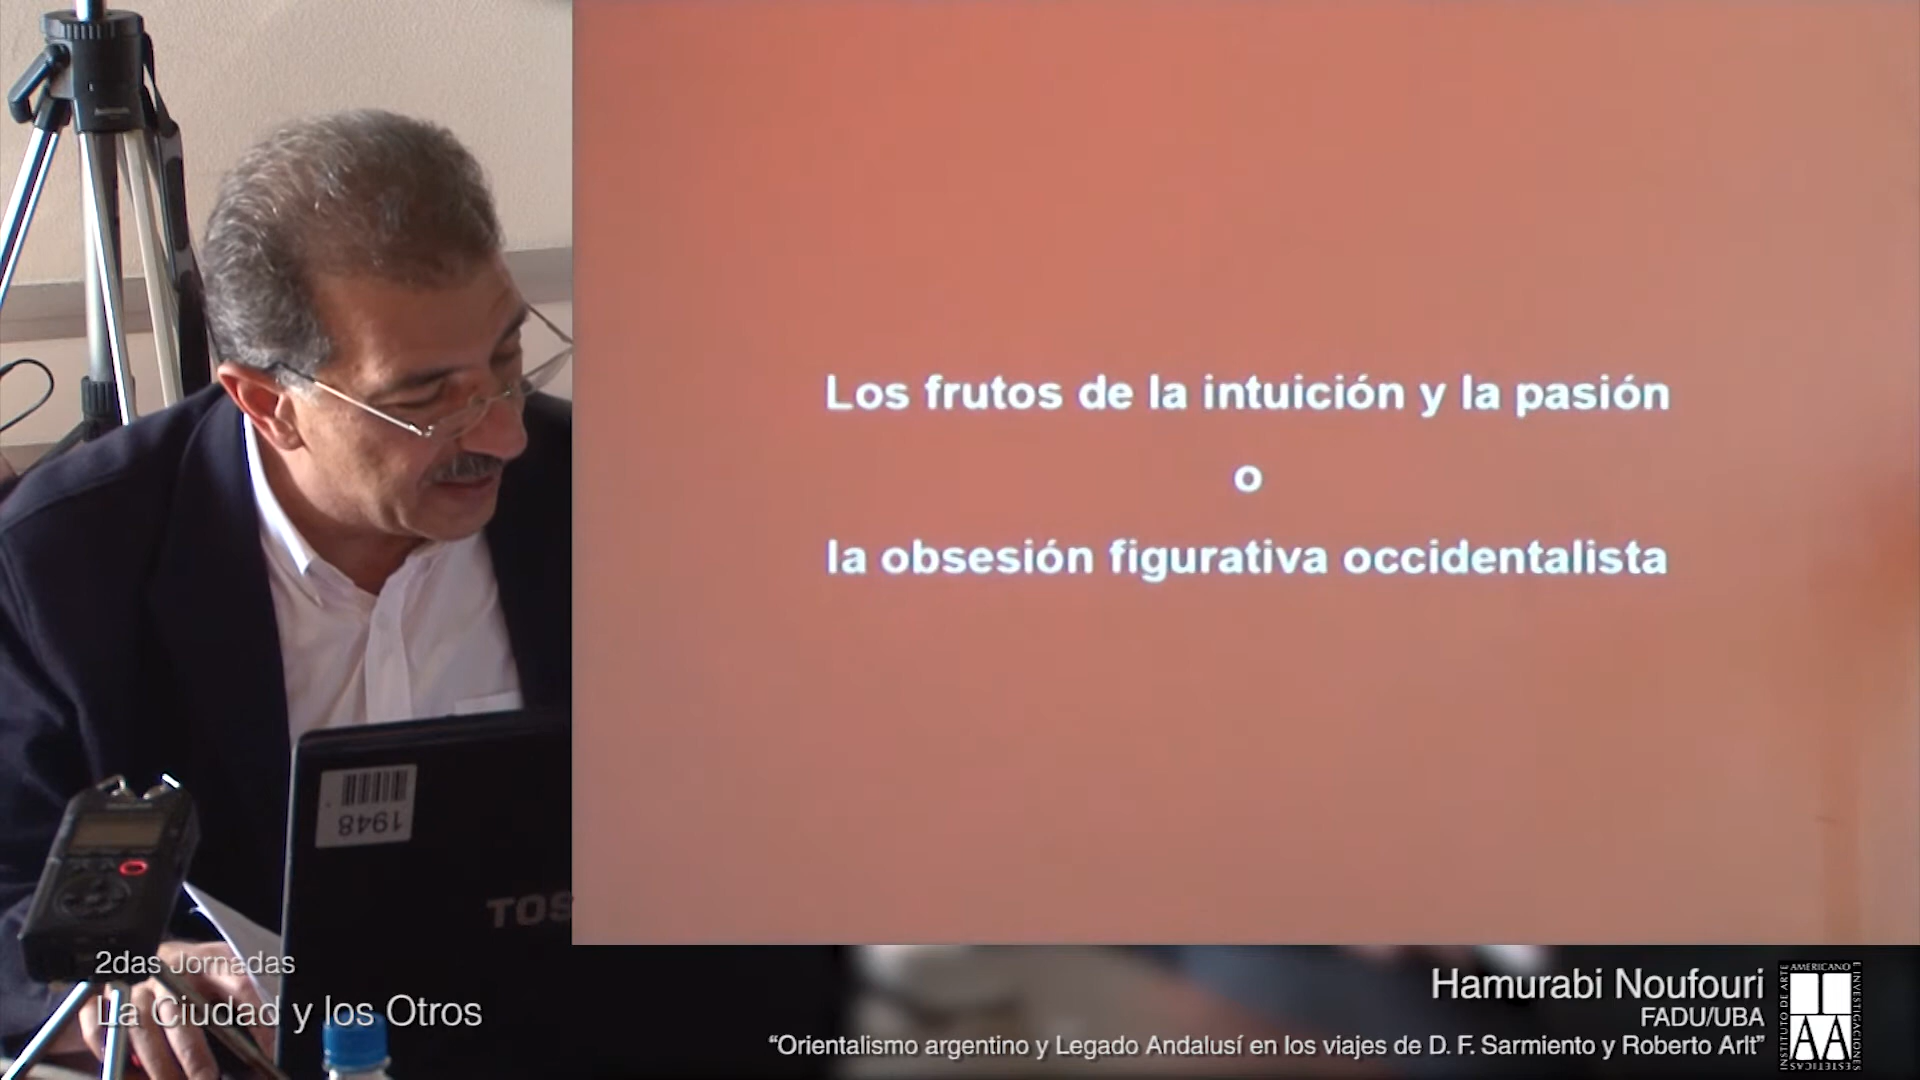 Los frutos de la intuición y la pasión
o
la obsesión figurativa occidentalista
1948
TOS
2das Jornadas
La Ciudad y los Otros
Hamurabi Noufouri
FADU/UBA
“Orientalismo argentino y Legado Andalusí en los viajes de D. F. Sarmiento y Roberto Arlt”
INSTITUTO DE ARTE
AMERICANO
E INVESTIGACIONES
ESTETICAS
IAA